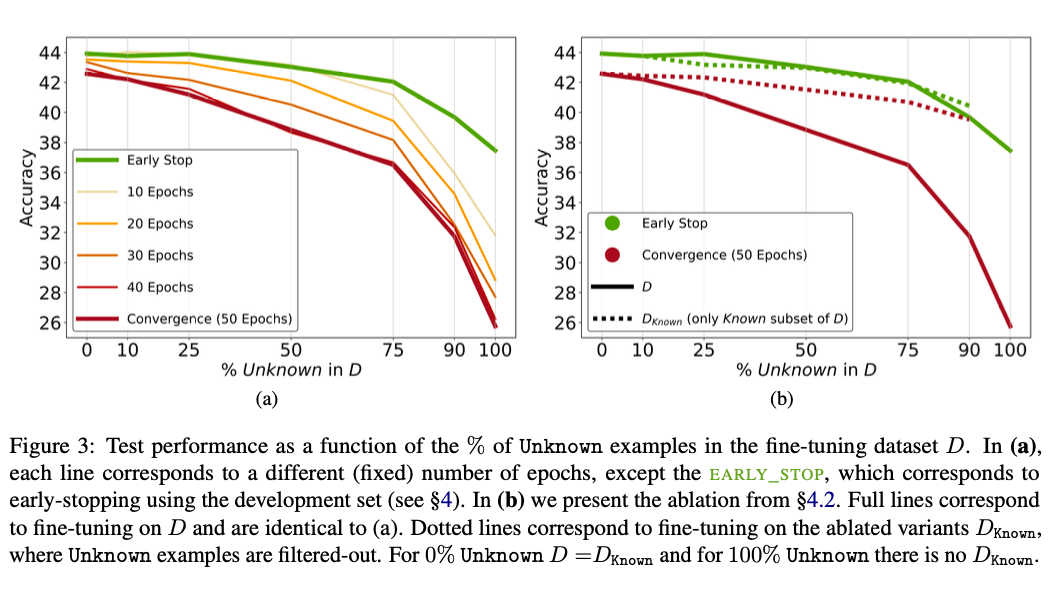 44
42
40
38
36
34
32
30
28
26
Accuracy
Early Stop
10 Epochs
20 Epochs
30 Epochs
40 Epochs
Convergence (50 Epochs)
0 10 25 50 75 90 100
% Unknown in D
(a)
44
42
40
38
36
34
32
30
28
26
Accuracy
Early Stop
Convergence (50 Epochs)
D
DKnown (only Known subset of D)
0 10 25 50 75 90 100
% Unknown in D
(b)
Figure 3: Test performance as a function of the % of Unknown examples in the fine-tuning dataset D. In (a),
each line corresponds to a different (fixed) number of epochs, except the EARLY_STOP, which corresponds to
early-stopping using the development set (see §4). In (b) we present the ablation from §4.2. Full lines correspond
to fine-tuning on D and are identical to (a). Dotted lines correspond to fine-tuning on the ablated variants DKnown,
where Unknown examples are filtered-out. For 0% Unknown D =DKnown and for 100% Unknown there is no DKnown.